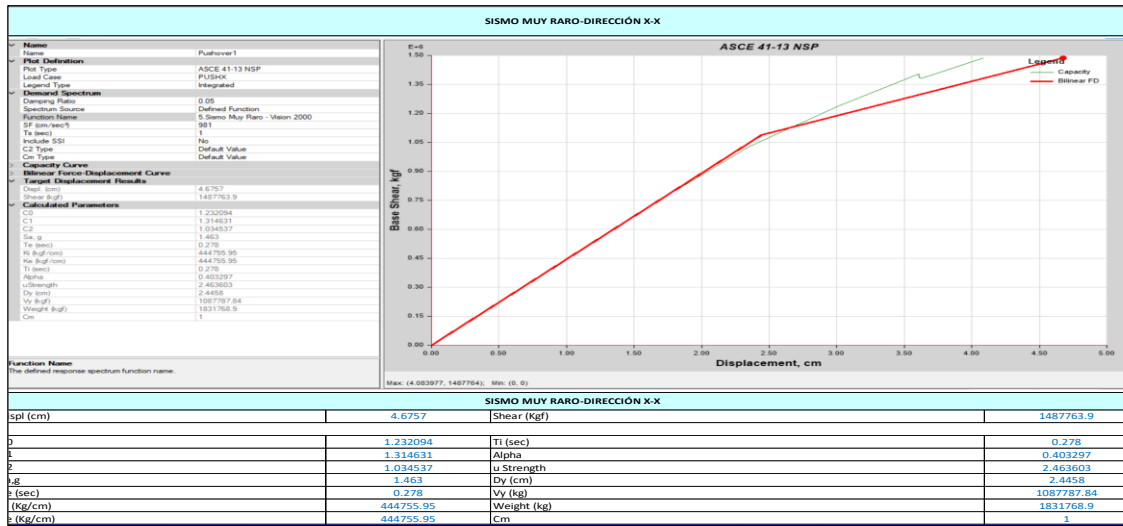 SISMO MUY RARO-DIRECCIÓN X-X
Name
Name Pushover1
Plot Definition
Plot Type ASCE 41-13 NSP
Load Case PUSHX
Legend Type Integrated
Demand Spectrum
Damping Ratio 0.05
Spectrum Source Defined Function
Function Name 5.Sismo Muy Raro - Vision 2000
SF (cm/sec²) 981
Ts (sec) 1
Include SSI No
C2 Type Default Value
Cm Type Default Value
Capacity Curve
Bilinear Force-Displacement Curve
Target Displacement Results
Displ. (cm) 4.6757
Shear (kgf) 1487763.9
Calculated Parameters
C0 1.232094
C1 1.314631
C2 1.034537
Sa, g 1.463
Te (sec) 0.278
Ki (kgf/cm) 444755.95
Ke (kgf/cm) 444755.95
Ti (sec) 0.278
Alpha 0.403297
uStrength 2.463603
Dy (cm) 2.4458
Vy (kgf) 1087787.84
Weight (kgf) 1831768.9
Cm 1
Function Name
The defined response spectrum function name.
ASCE 41-13 NSP
E+6
1.50
1.35
1.20
1.05
0.90
0.75
0.60
0.45
0.30
0.15
0.00
Base Shear, kgf
Legend
Capacity
Bilinear FD
0.00 0.50 1.00 1.50 2.00 2.50 3.00 3.50 4.00 4.50 5.00
Displacement, cm
Max: (4.083977, 1487764); Min: (0, 0)
SISMO MUY RARO-DIRECCIÓN X-X
spl (cm) 4.6757 Shear (Kgf) 1487763.9
1.232094 Ti (sec) 0.278
1 1.314631 Alpha 0.403297
2 1.034537 u Strength 2.463603
,g 1.463 Dy (cm) 2.4458
(sec) 0.278 Vy (kg) 1087787.84
(Kg/cm) 444755.95 Weight (kg) 1831768.9
(Kg/cm) 444755.95 Cm 1